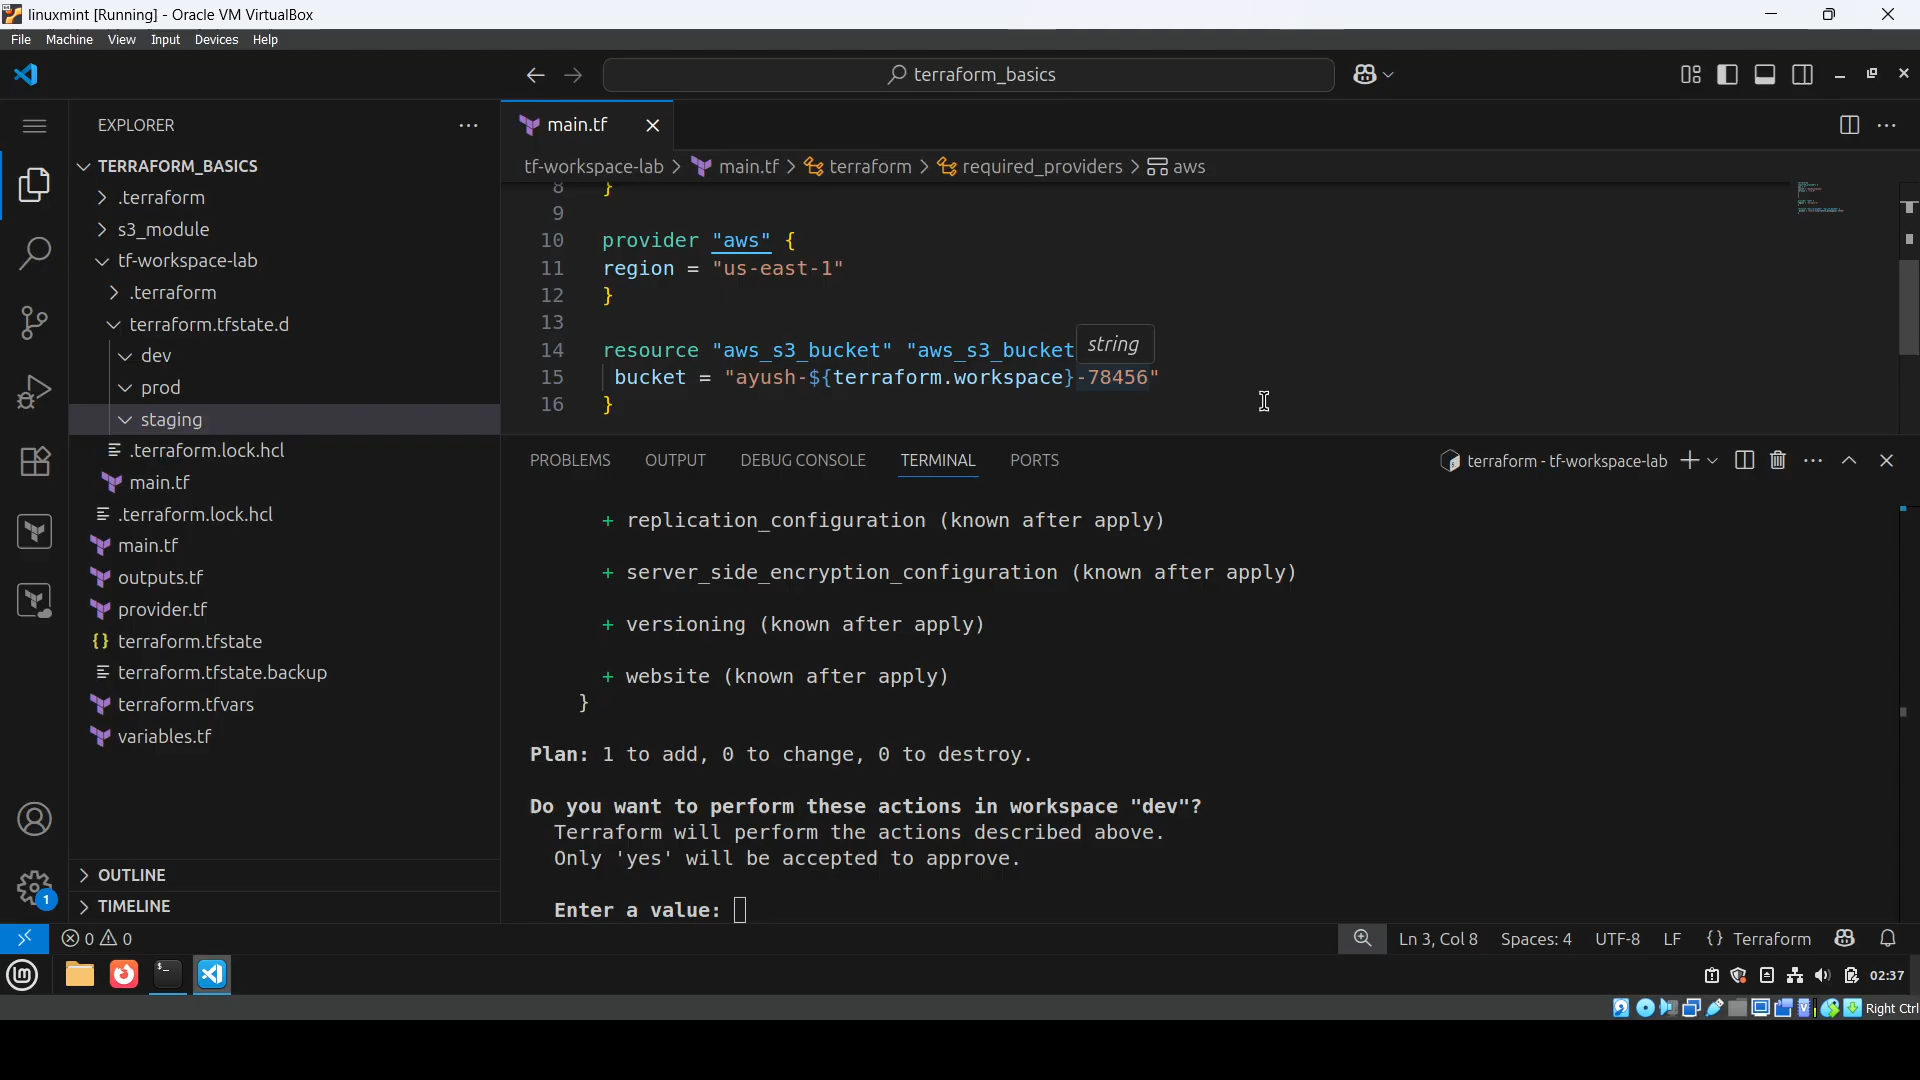 linuxmint [Running] - Oracle VM VirtualBox
File Machine View Input Devices Help
terraform_basics
EXPLORER
TERRAFORM_BASICS
.terraform
s3_module
tf-workspace-lab
.terraform
terraform.tfstate.d
dev
prod
staging
.terraform.lock.hcl
main.tf
.terraform.lock.hcl
main.tf
outputs.tf
provider.tf
terraform.tfstate
terraform.tfstate.backup
terraform.tfvars
variables.tf
OUTLINE
TIMELINE
1
main.tf
tf-workspace-lab > main.tf > terraform > required_providers > aws
8 }
9
10 provider "aws" {
11 region = "us-east-1"
12 }
13
14 resource "aws_s3_bucket" "aws_s3_bucket
string
15 bucket = "ayush-${terraform.workspace}-78456"
16 }
PROBLEMS OUTPUT DEBUG CONSOLE TERMINAL PORTS
terraform - tf-workspace-lab
+ replication_configuration (known after apply)
+ server_side_encryption_configuration (known after apply)
+ versioning (known after apply)
+ website (known after apply)
}
Plan: 1 to add, 0 to change, 0 to destroy.
Do you want to perform these actions in workspace "dev"?
Terraform will perform the actions described above.
Only 'yes' will be accepted to approve.
Enter a value:
0 0
Ln 3, Col 8 Spaces: 4 UTF-8 LF {} Terraform
02:37
Right Ctrl